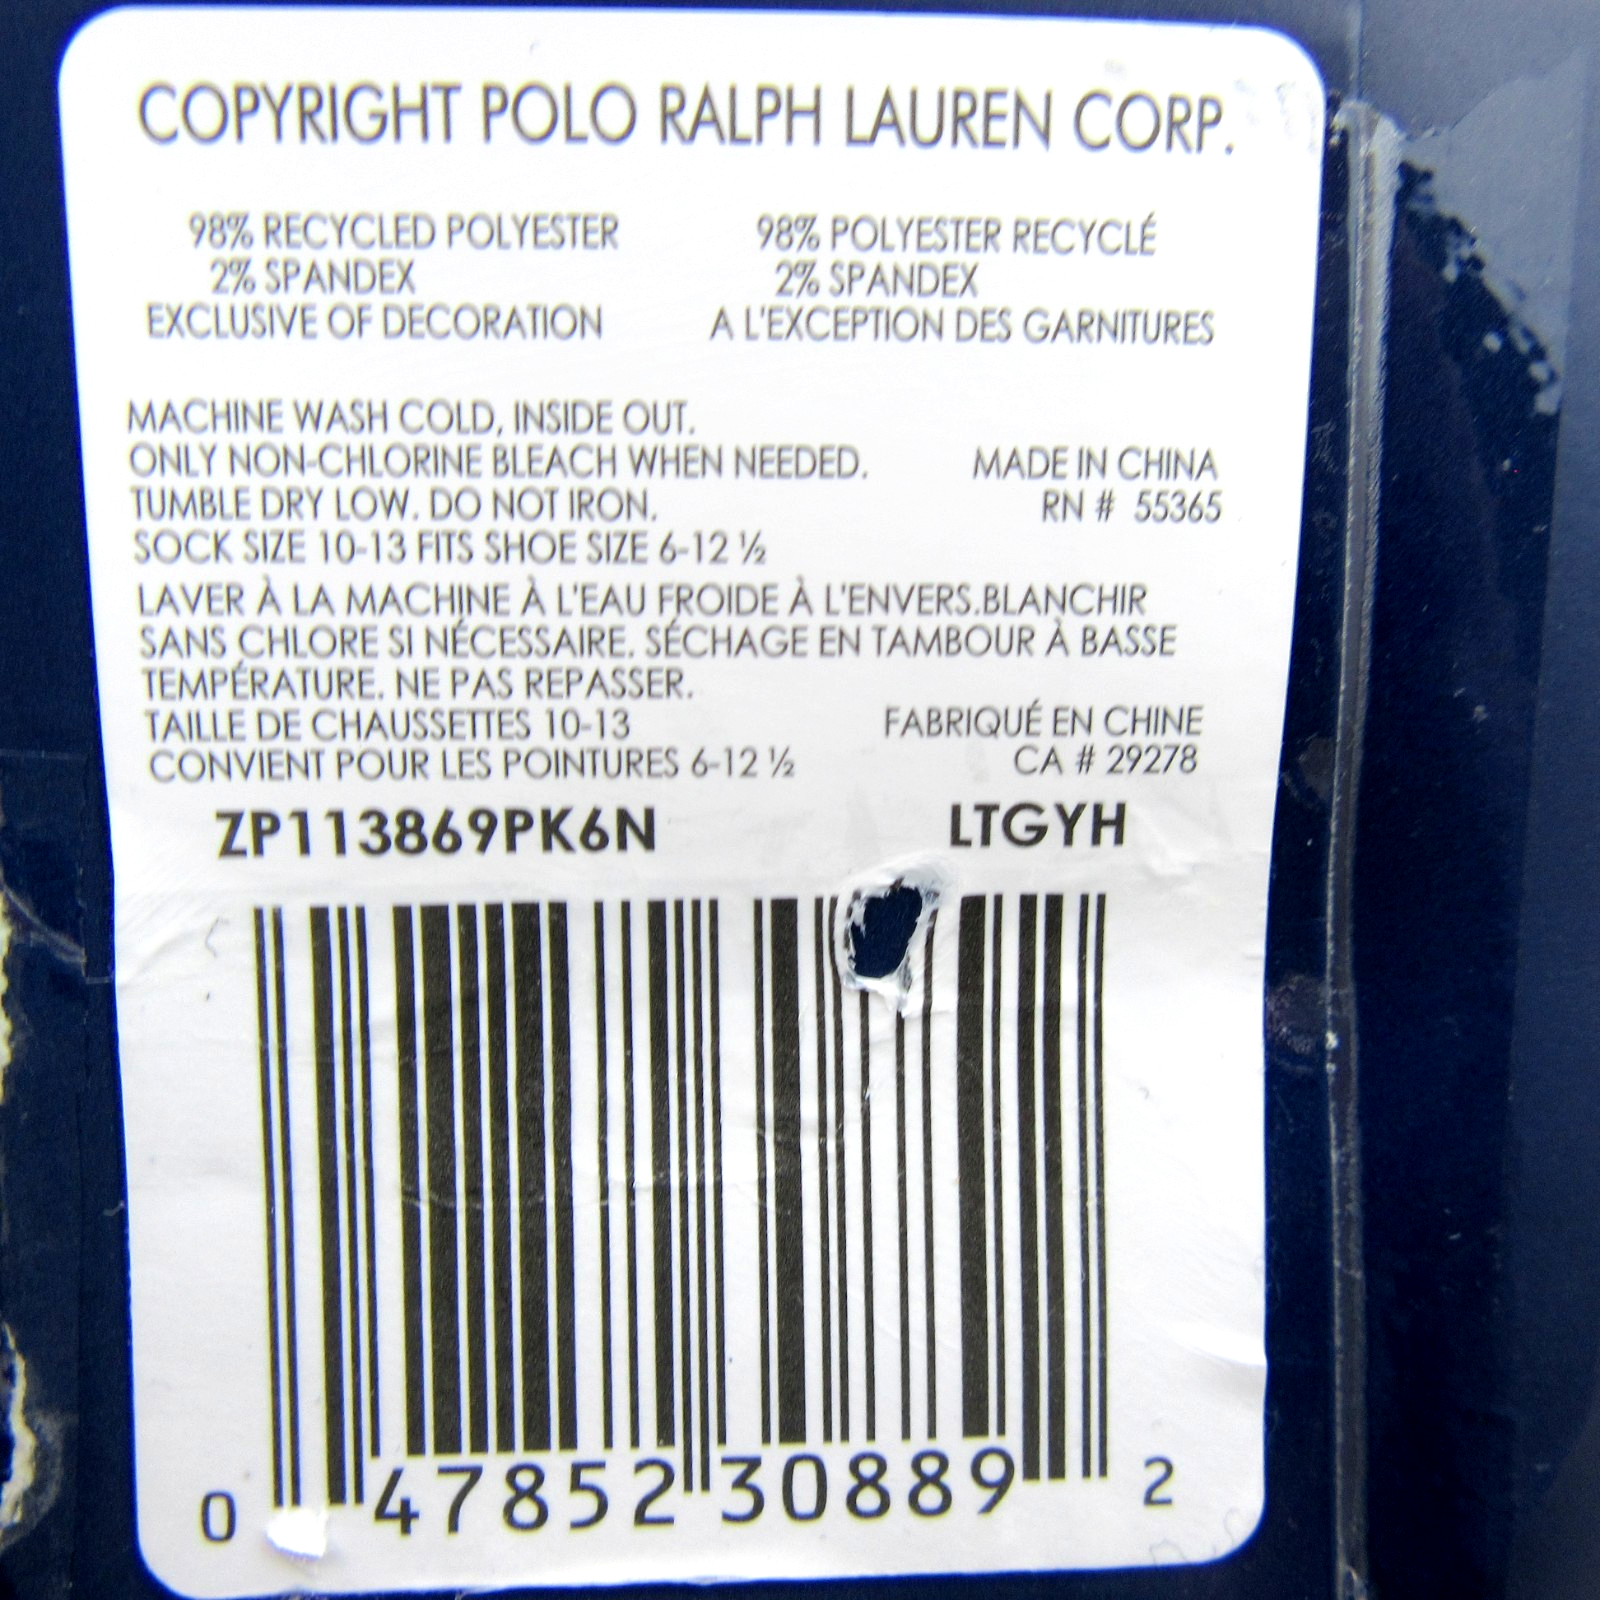 COPYRIGHT POLO RALPH LAUREN CORP.
98% RECYCLED POLYESTER
2% SPANDEX
EXCLUSIVE OF DECORATION
98% POLYESTER RECYCLÉ
2% SPANDEX
A L'EXCEPTION DES GARNITURES
MACHINE WASH COLD, INSIDE OUT.
ONLY NON-CHLORINE BLEACH WHEN NEEDED.
TUMBLE DRY LOW. DO NOT IRON.
SOCK SIZE 10-13 FITS SHOE SIZE 6-12 ½
MADE IN CHINA
RN # 55365
LAVER À LA MACHINE À L'EAU FROIDE À L'ENVERS.BLANCHIR
SANS CHLORE SI NÉCESSAIRE. SÉCHAGE EN TAMBOUR À BASSE
TEMPÉRATURE. NE PAS REPASSER.
TAILLE DE CHAUSSETTES 10-13
CONVIENT POUR LES POINTURES 6-12 ½
FABRIQUÉ EN CHINE
CA # 29278
ZP113869PK6N LTGYH
0 47852 30889 2